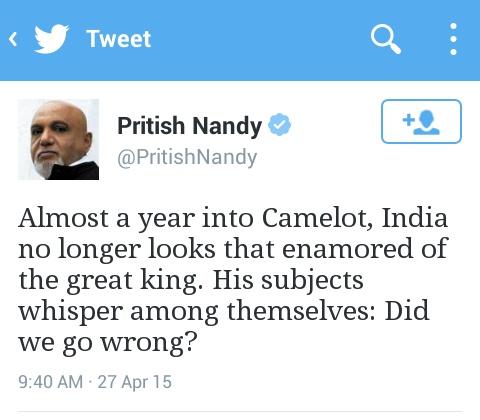 Tweet
Pritish Nandy
@PritishNandy
Almost a year into Camelot, India
no longer looks that enamored of
the great king. His subjects
whisper among themselves: Did
we go wrong?
9:40 AM · 27 Apr 15